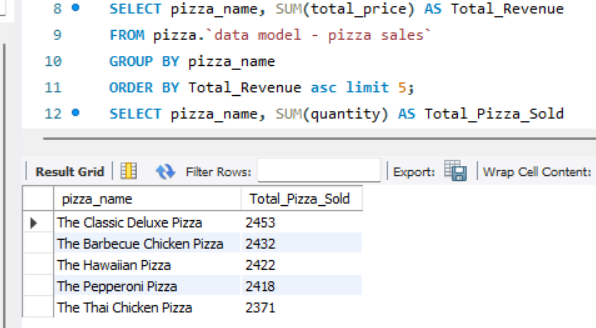 8 SELECT pizza_name, SUM(total_price) AS Total_Revenue
9 FROM pizza.`data model - pizza sales`
10 GROUP BY pizza_name
11 ORDER BY Total_Revenue asc limit 5;
12 SELECT pizza_name, SUM(quantity) AS Total_Pizza_Sold
Result Grid Filter Rows: Export: Wrap Cell Content:
pizza_name Total_Pizza_Sold
The Classic Deluxe Pizza 2453
The Barbecue Chicken Pizza 2432
The Hawaiian Pizza 2422
The Pepperoni Pizza 2418
The Thai Chicken Pizza 2371